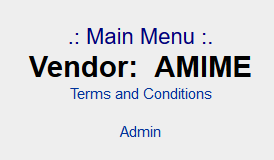 .: Main Menu :.
Vendor: AMIME
Terms and Conditions
Admin